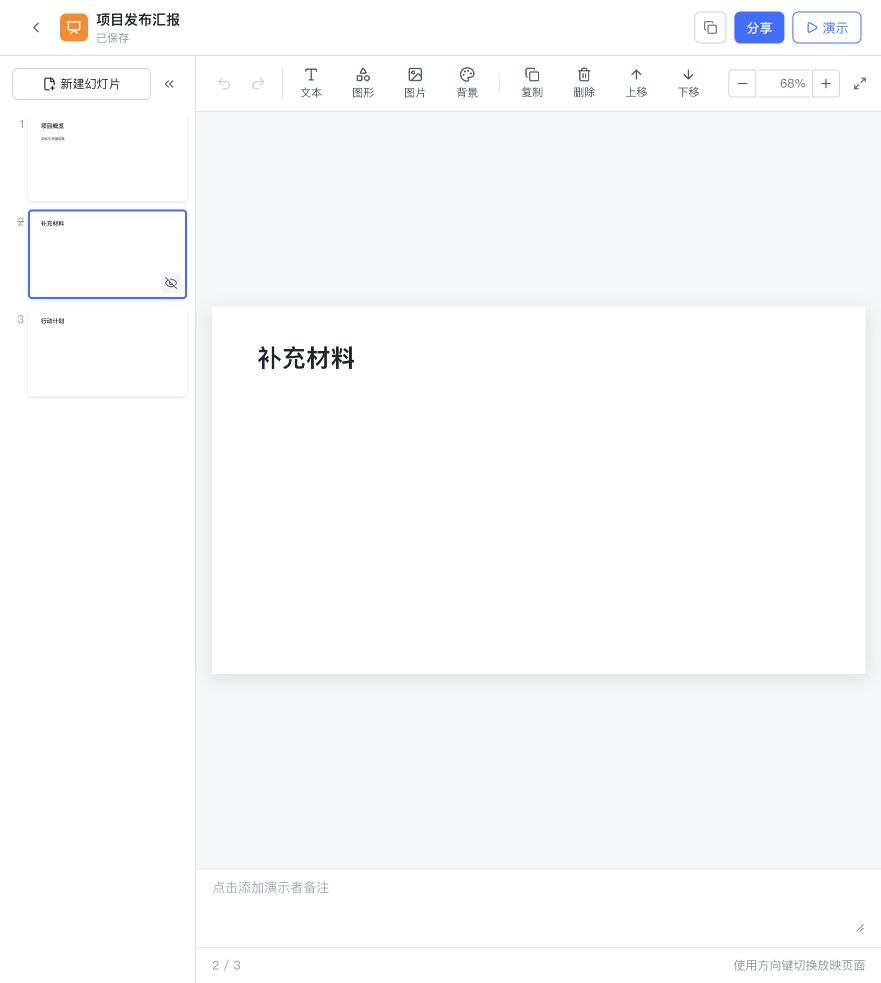 项目发布汇报
已保存
分享
演示
新建幻灯片
文本
图形
图片
背景
复制
删除
上移
下移
68%
1
项目概览
2
补充材料
3
行动计划
补充材料
点击添加演示者备注
2 / 3
使用方向键切换放映页面